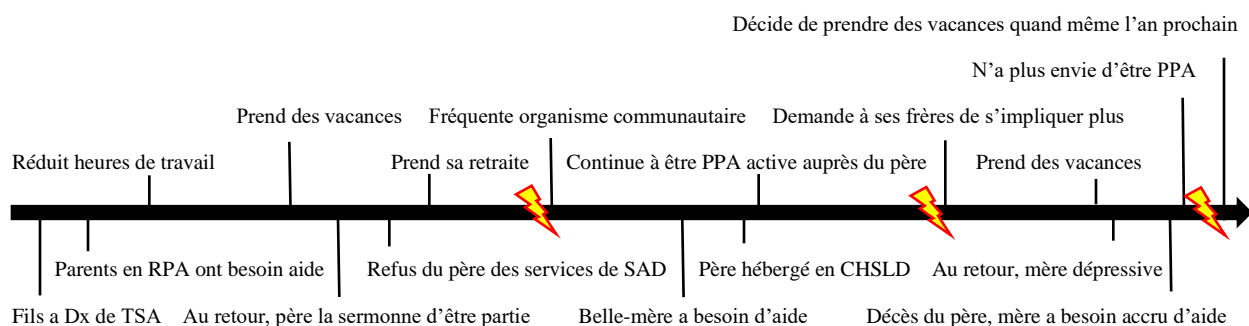 Décide de prendre des vacances quand même l’an prochain
N’a plus envie d’être PPA
Prend des vacances
Fréquente organisme communautaire
Demande à ses frères de s’impliquer plus
Réduit heures de travail
Prend sa retraite
Continue à être PPA active auprès du père
Prend des vacances
Parents en RPA ont besoin aide
Refus du père des services de SAD
Père hébergé en CHSLD
Au retour, mère dépressive
Fils a Dx de TSA
Au retour, père la sermonne d’être partie
Belle-mère a besoin d’aide
Décès du père, mère a besoin accru d’aide